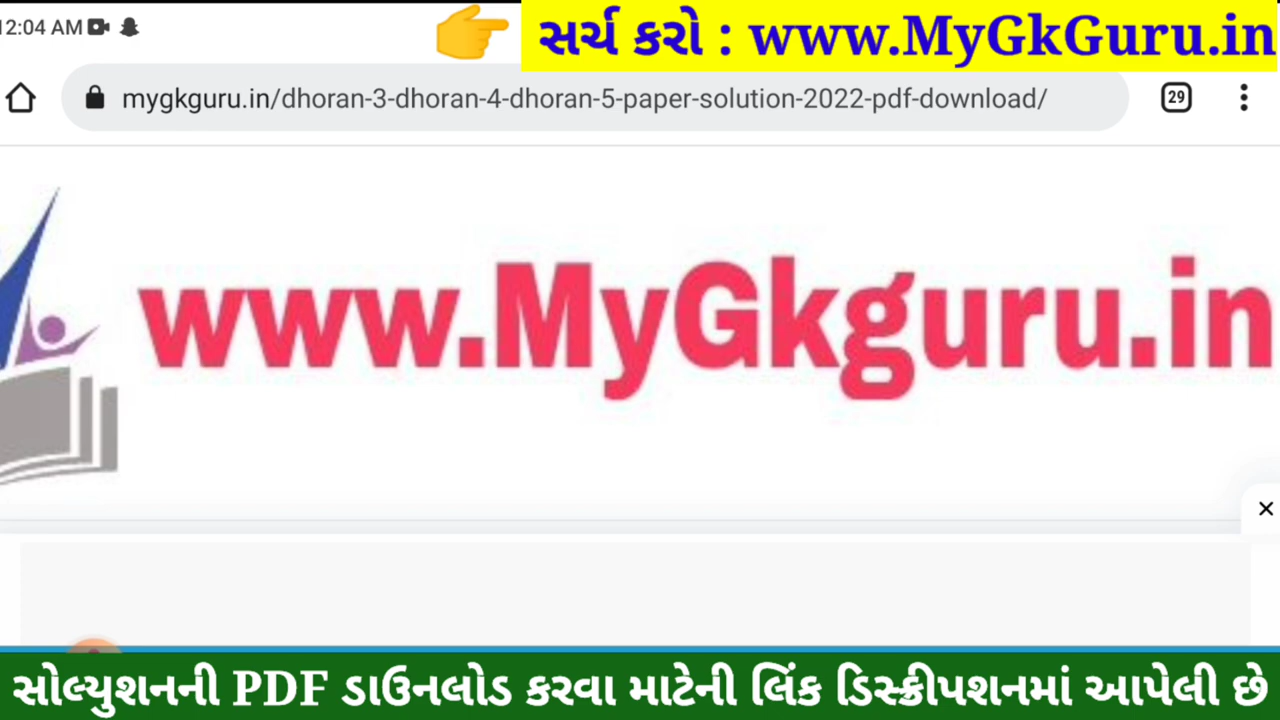 12:04 AM
સર્ચ કરો : www.MyGkGuru.in
mygkguru.in/dhoran-3-dhoran-4-dhoran-5-paper-solution-2022-pdf-download/
29
www.MyGkguru.in
સોલ્યુશનની PDF ડાઉનલોડ કરવા માટેની લિંક ડિસ્ક્રીપશનમાં આપેલી છે